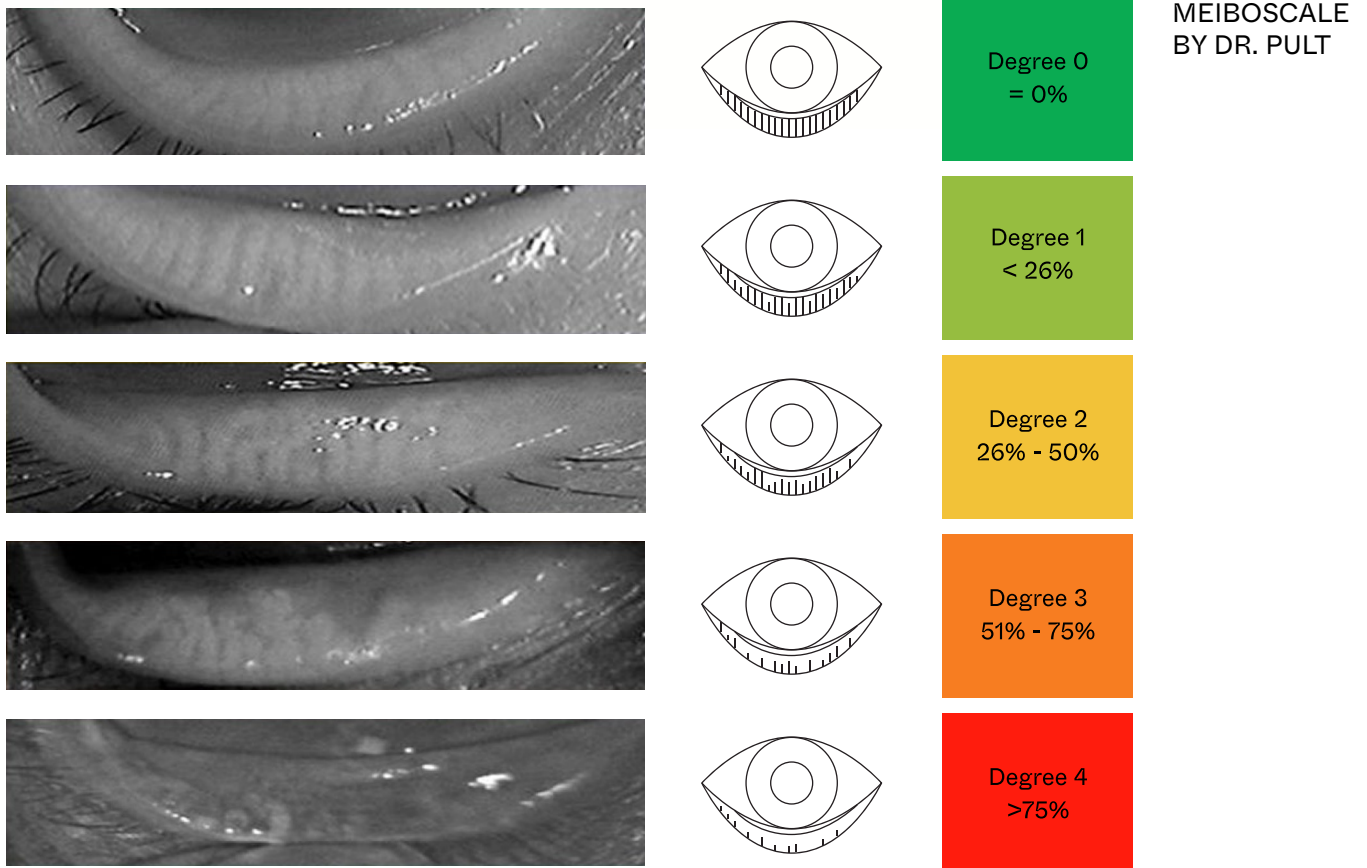 MEIBOSCALE
BY DR. PULT
Degree 0
= 0%
Degree 1
< 26%
Degree 2
26% - 50%
Degree 3
51% - 75%
Degree 4
>75%